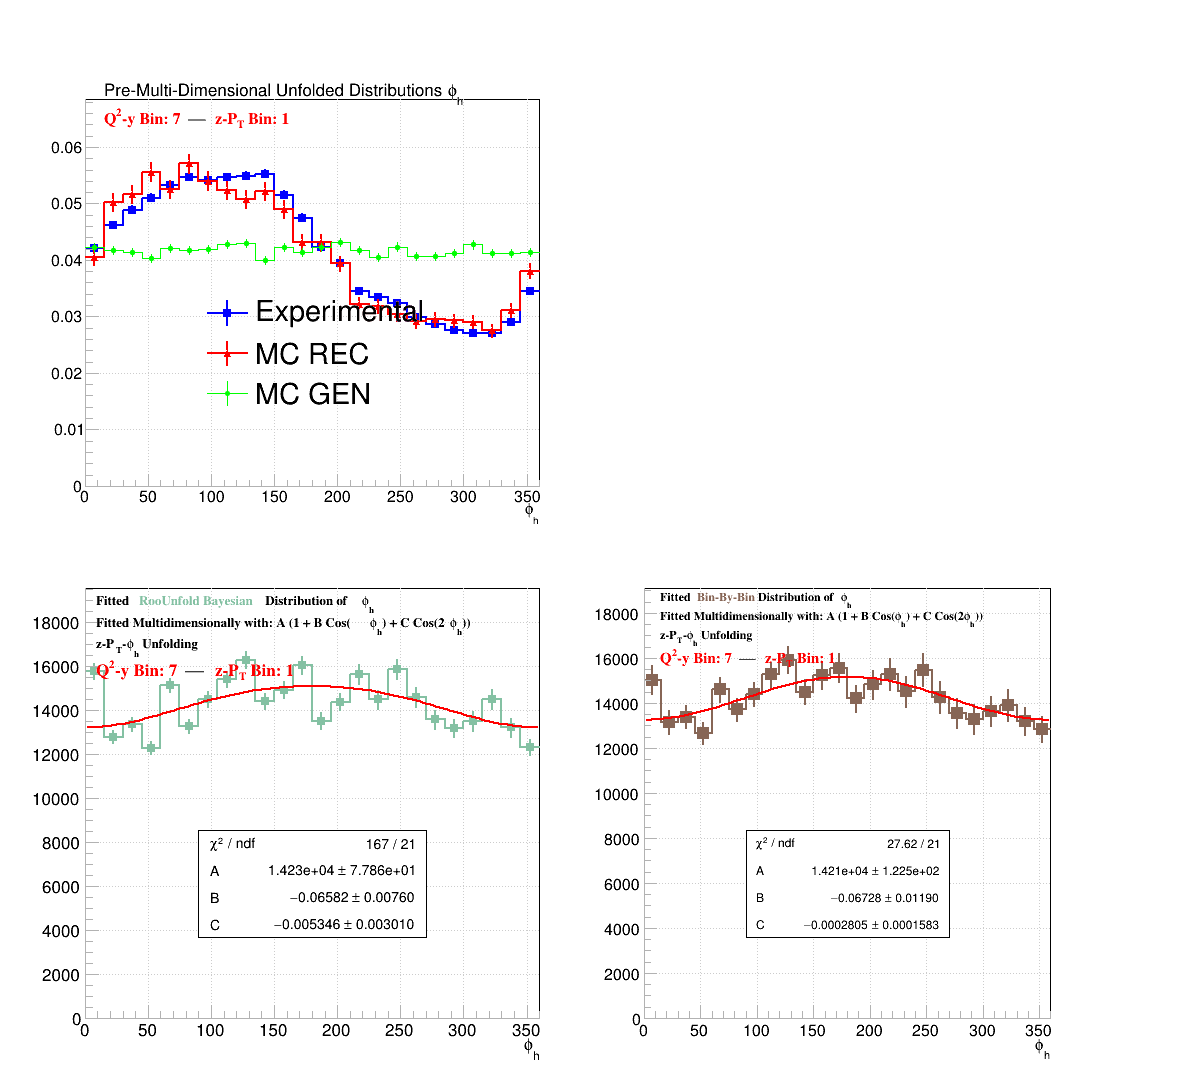 Pre-Multi-Dimensional Unfolded Distributions ϕh
Q²-y Bin: 7 — z-PT Bin: 1
0.06
0.05
0.04
0.03
0.02
0.01
0
Experimental
MC REC
MC GEN
0 50 100 150 200 250 300 350
ϕh
Fitted RooUnfold Bayesian Distribution of ϕh
Fitted Multidimensionally with: A (1 + B Cos( ϕh) + C Cos(2 ϕh))
z-PT-ϕh Unfolding
Q²-y Bin: 7 — z-PT Bin: 1
18000
16000
14000
12000
10000
8000
6000
4000
2000
0
χ² / ndf 167 / 21
A 1.423e+04 ± 7.786e+01
B −0.06582 ± 0.00760
C −0.005346 ± 0.003010
0 50 100 150 200 250 300 350
ϕh
Fitted Bin-By-Bin Distribution of ϕh
Fitted Multidimensionally with: A (1 + B Cos(ϕh) + C Cos(2ϕh))
z-PT-ϕh Unfolding
Q²-y Bin: 7 — z-PT Bin: 1
18000
16000
14000
12000
10000
8000
6000
4000
2000
0
χ² / ndf 27.62 / 21
A 1.421e+04 ± 1.225e+02
B −0.06728 ± 0.01190
C −0.0002805 ± 0.0001583
0 50 100 150 200 250 300 350
ϕh